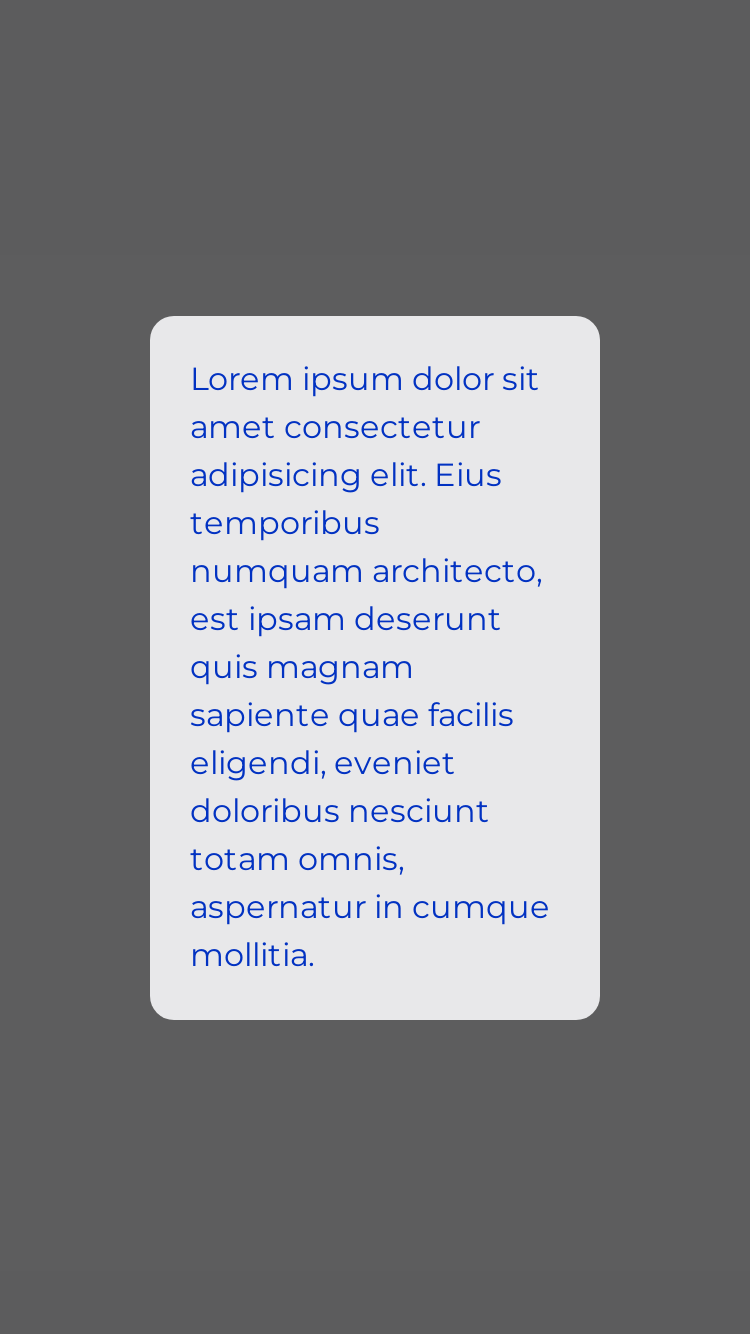 Lorem ipsum dolor sit
amet consectetur
adipisicing elit. Eius
temporibus
numquam architecto,
est ipsam deserunt
quis magnam
sapiente quae facilis
eligendi, eveniet
doloribus nesciunt
totam omnis,
aspernatur in cumque
mollitia.